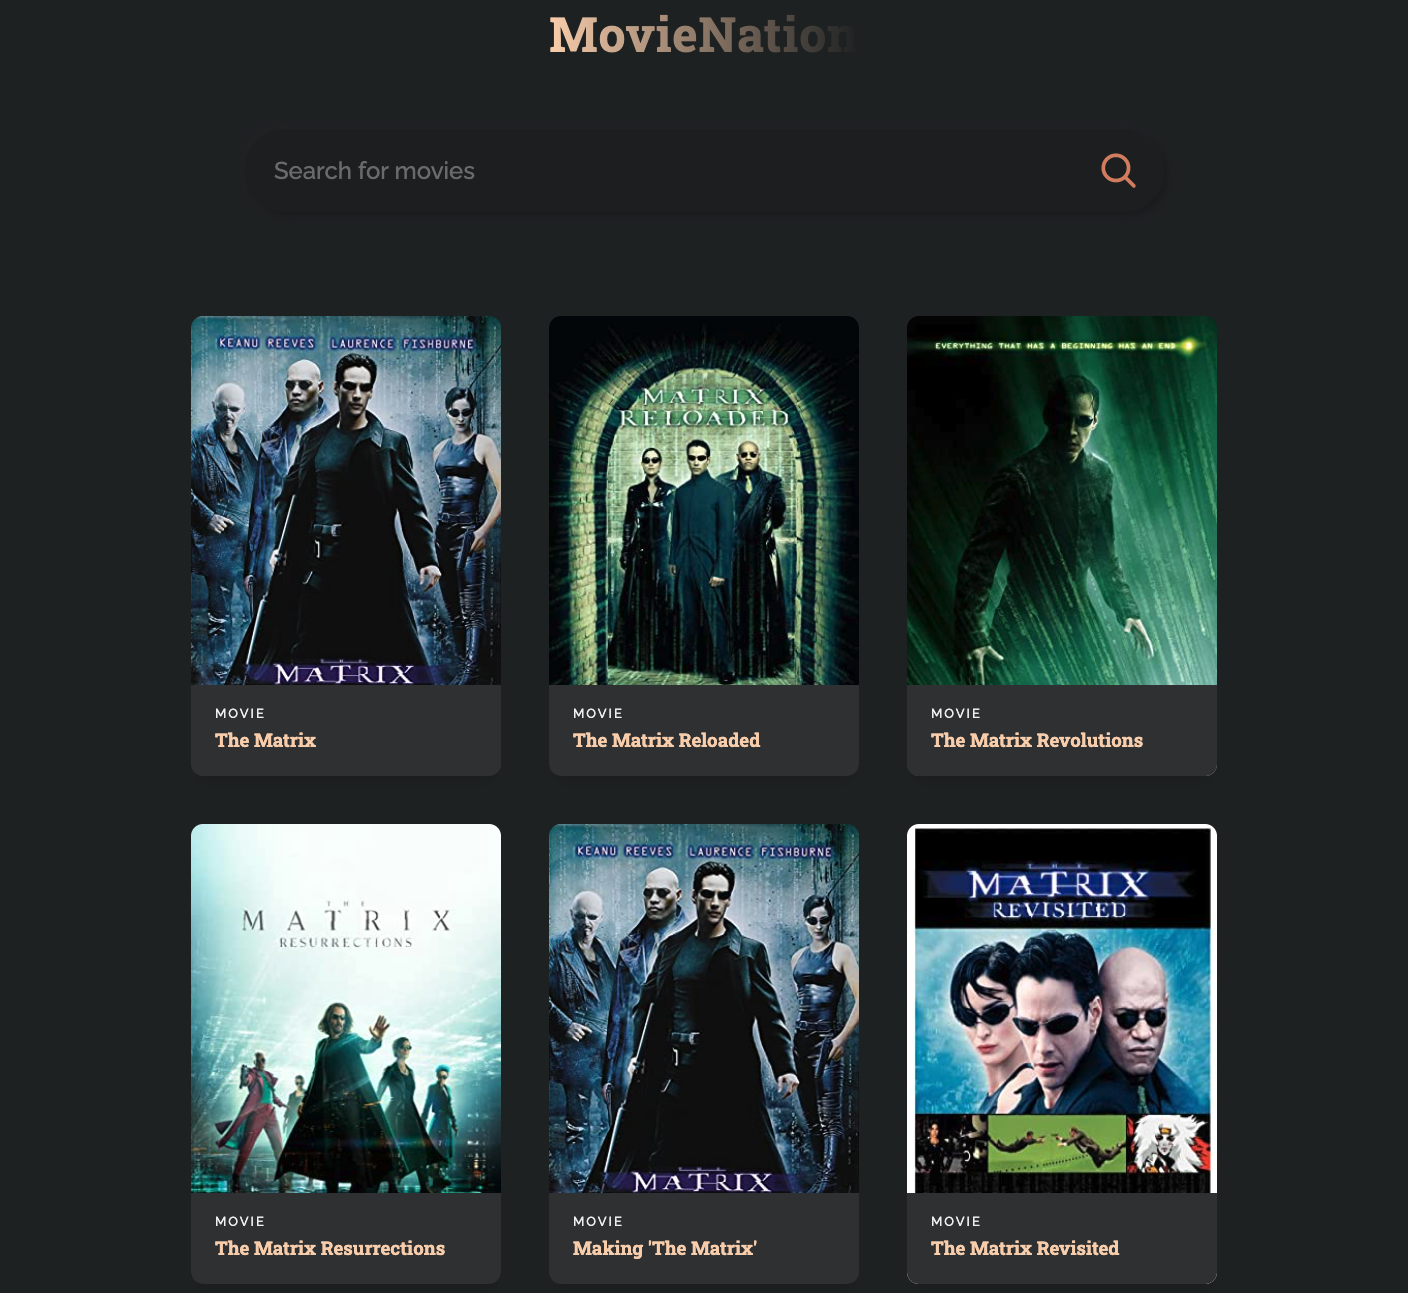 MovieNation
Search for movies
KEANU REEVES LAURENCE FISHBURNE
THE
MATRIX
MOVIE
The Matrix
MATRIX
RELOADED
MOVIE
The Matrix Reloaded
EVERYTHING THAT HAS A BEGINNING HAS AN END
MOVIE
The Matrix Revolutions
THE
MATRIX
RESURRECTIONS
MOVIE
The Matrix Resurrections
KEANU REEVES LAURENCE FISHBURNE
THE
MATRIX
MOVIE
Making 'The Matrix'
THE
MATRIX
REVISITED
MOVIE
The Matrix Revisited